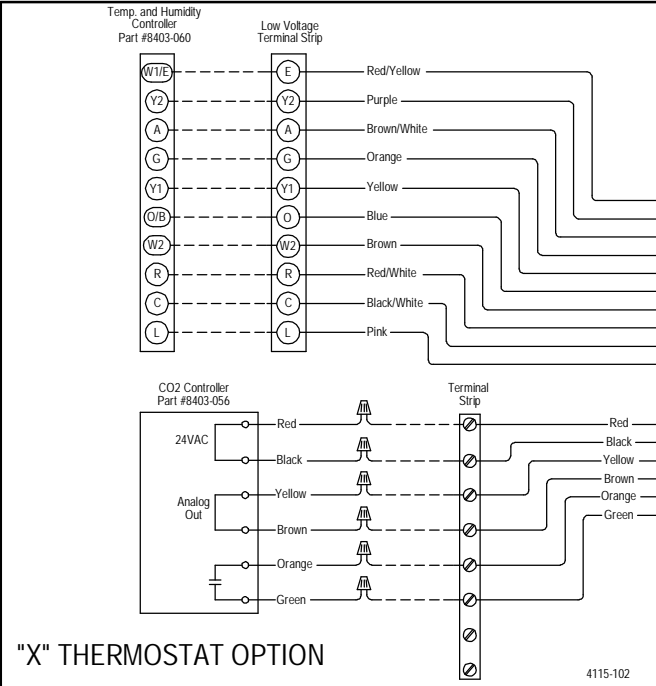 Temp. and Humidity
Controller
Part #8403-060
Low Voltage
Terminal Strip
W1/E E Red/Yellow
Y2 Y2 Purple
A A Brown/White
G G Orange
Y1 Y1 Yellow
O/B O Blue
W2 W2 Brown
R R Red/White
C C Black/White
L L Pink
CO2 Controller
Part #8403-056
Terminal
Strip
24VAC
Red Red
Black Black
Analog
Out
Yellow Yellow
Brown Brown
Orange Orange
Green Green
"X" THERMOSTAT OPTION
4115-102